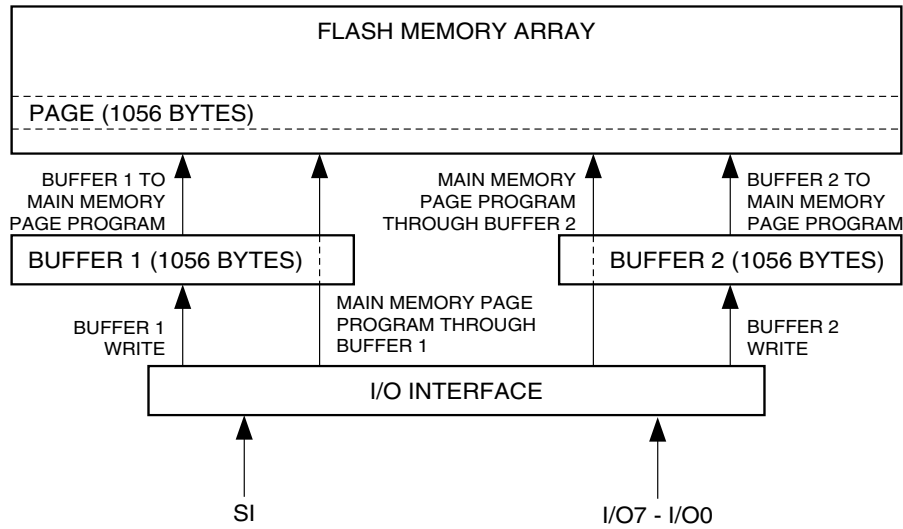 FLASH MEMORY ARRAY
PAGE (1056 BYTES)
BUFFER 1 TO
MAIN MEMORY
PAGE PROGRAM
MAIN MEMORY
PAGE PROGRAM
THROUGH BUFFER 2
BUFFER 2 TO
MAIN MEMORY
PAGE PROGRAM
BUFFER 1 (1056 BYTES)
BUFFER 2 (1056 BYTES)
BUFFER 1
WRITE
MAIN MEMORY PAGE
PROGRAM THROUGH
BUFFER 1
BUFFER 2
WRITE
I/O INTERFACE
SI
I/O7 - I/O0